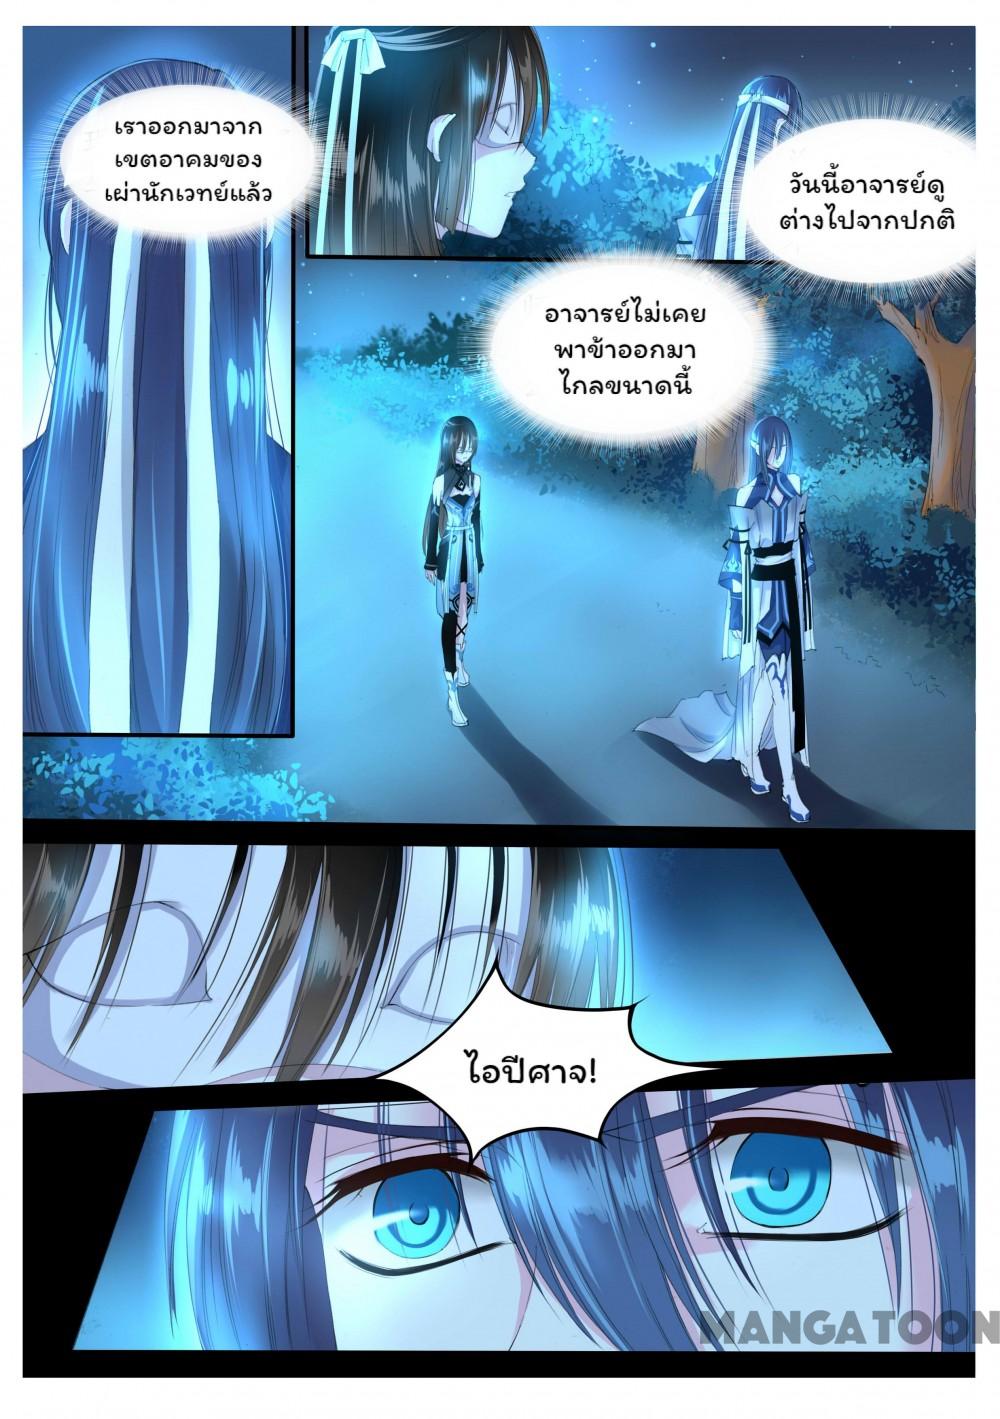 เราออกมาจาก
เขตอาคมของ
เผ่านักเวทย์แล้ว
วันนี้อาจารย์ดู
ต่างไปจากปกติ
อาจารย์ไม่เคย
พาข้าออกมา
ไกลขนาดนี้
ไอปีศาจ!
MANGATOON